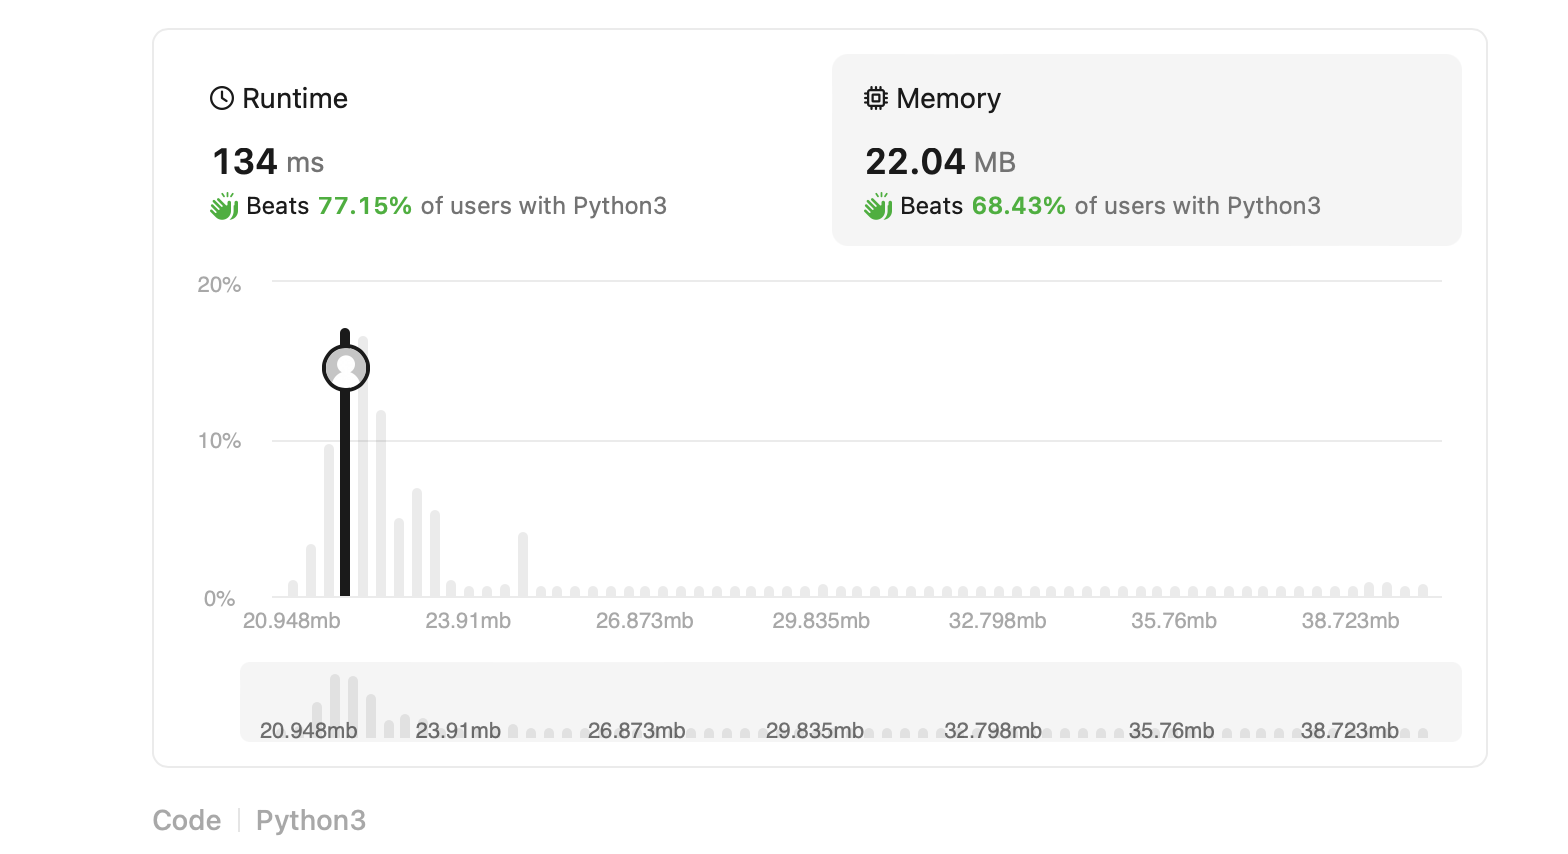 Runtime
134 ms
Beats 77.15% of users with Python3
Memory
22.04 MB
Beats 68.43% of users with Python3
20%
10%
0%
20.948mb 23.91mb 26.873mb 29.835mb 32.798mb 35.76mb 38.723mb
20.948mb 23.91mb 26.873mb 29.835mb 32.798mb 35.76mb 38.723mb
Code | Python3